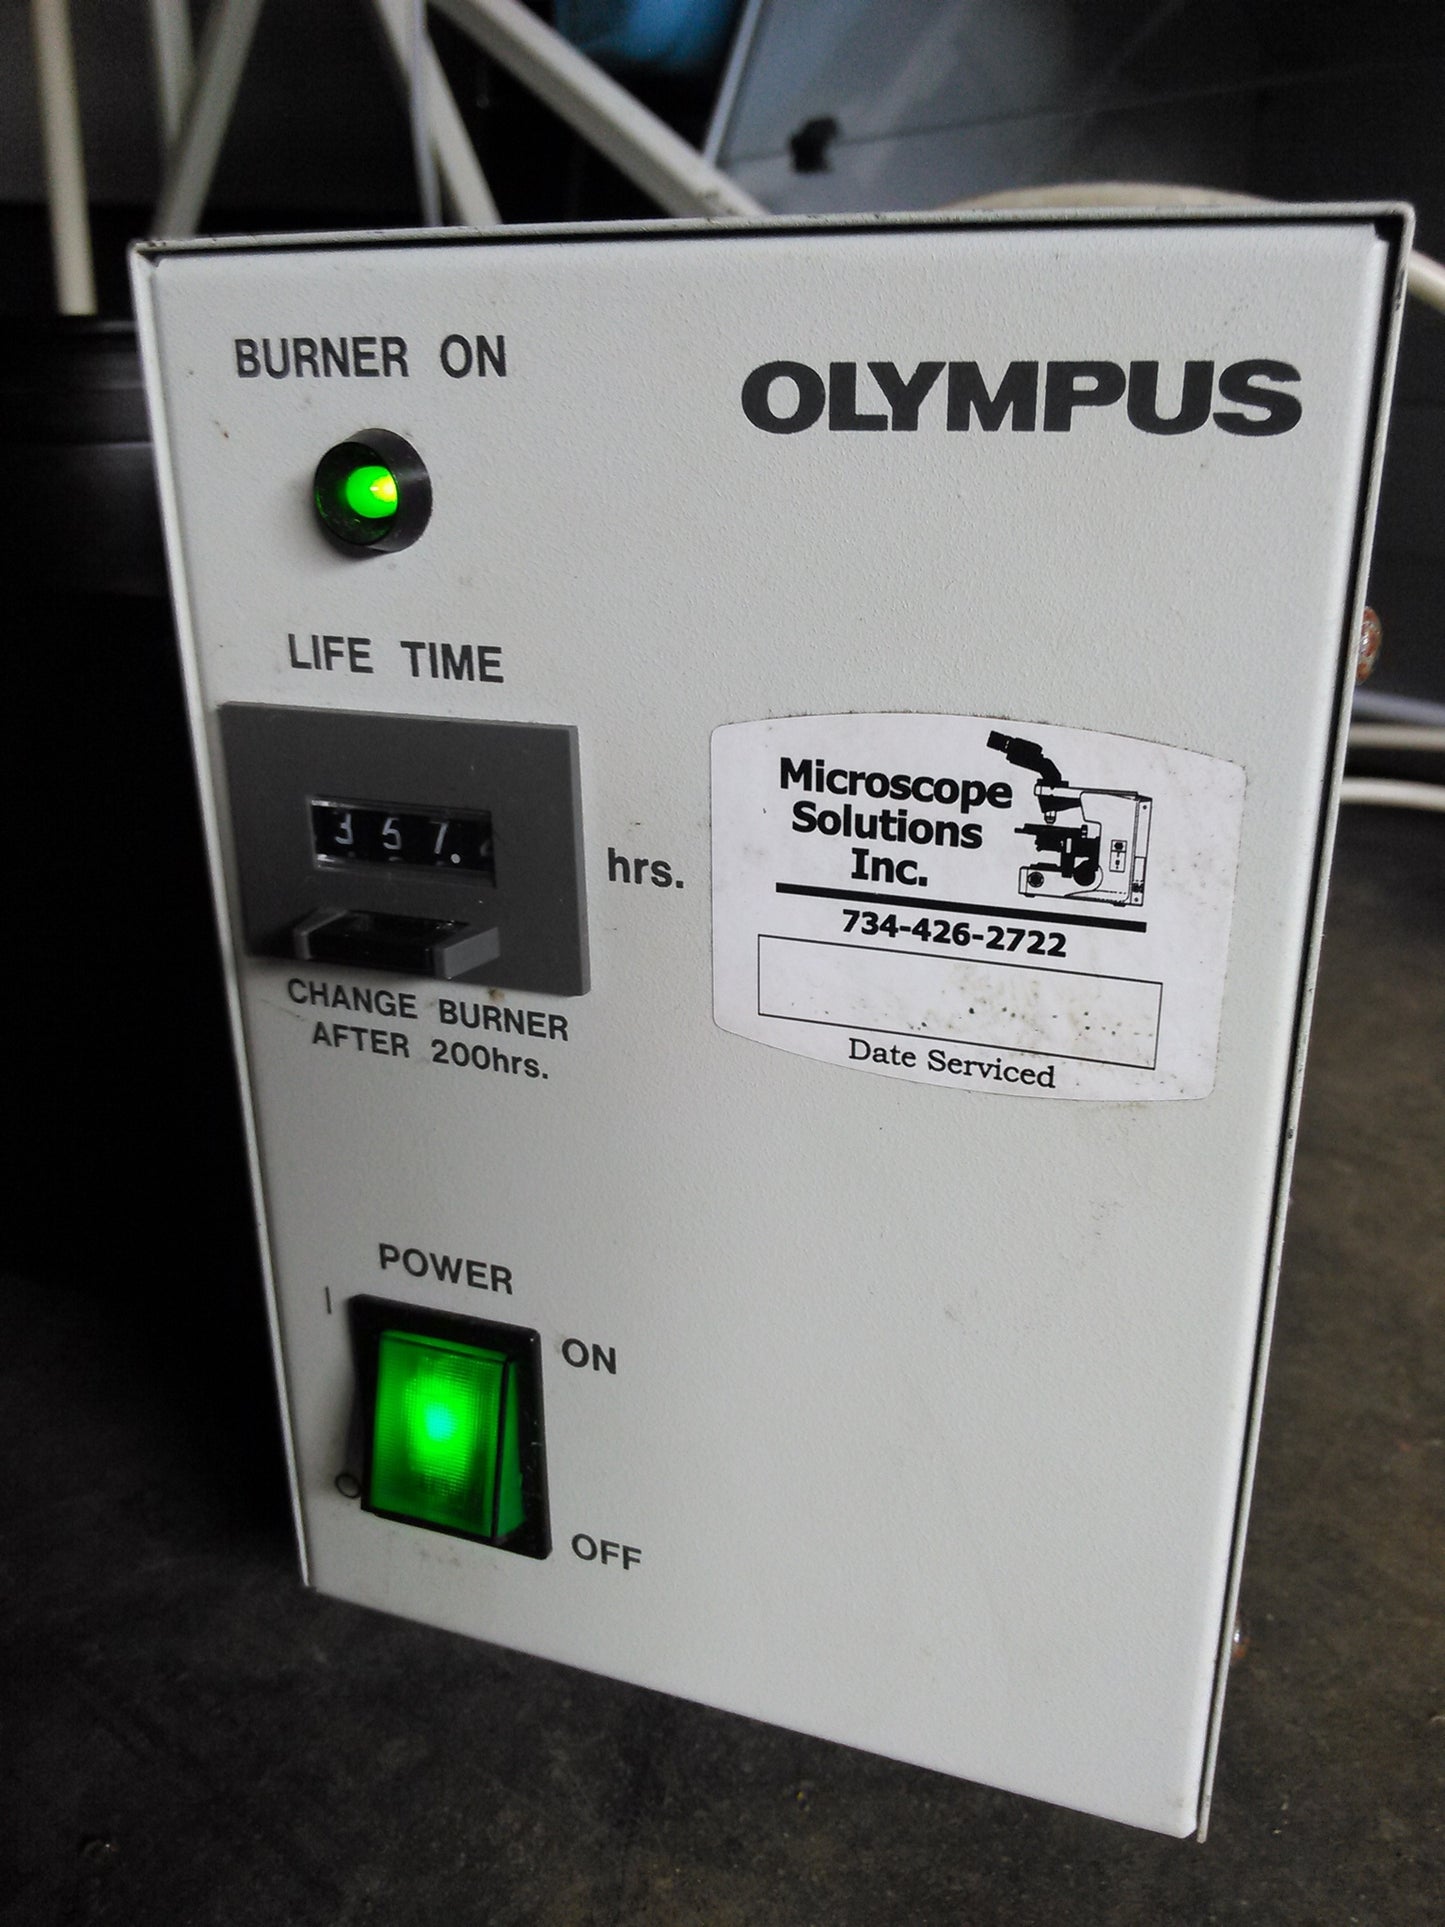 BURNER ON
OLYMPUS
LIFE TIME
357.
hrs.
CHANGE BURNER
AFTER 200hrs.
Microscope
Solutions
Inc.
734-426-2722
Date Serviced
POWER
I
ON
O
OFF